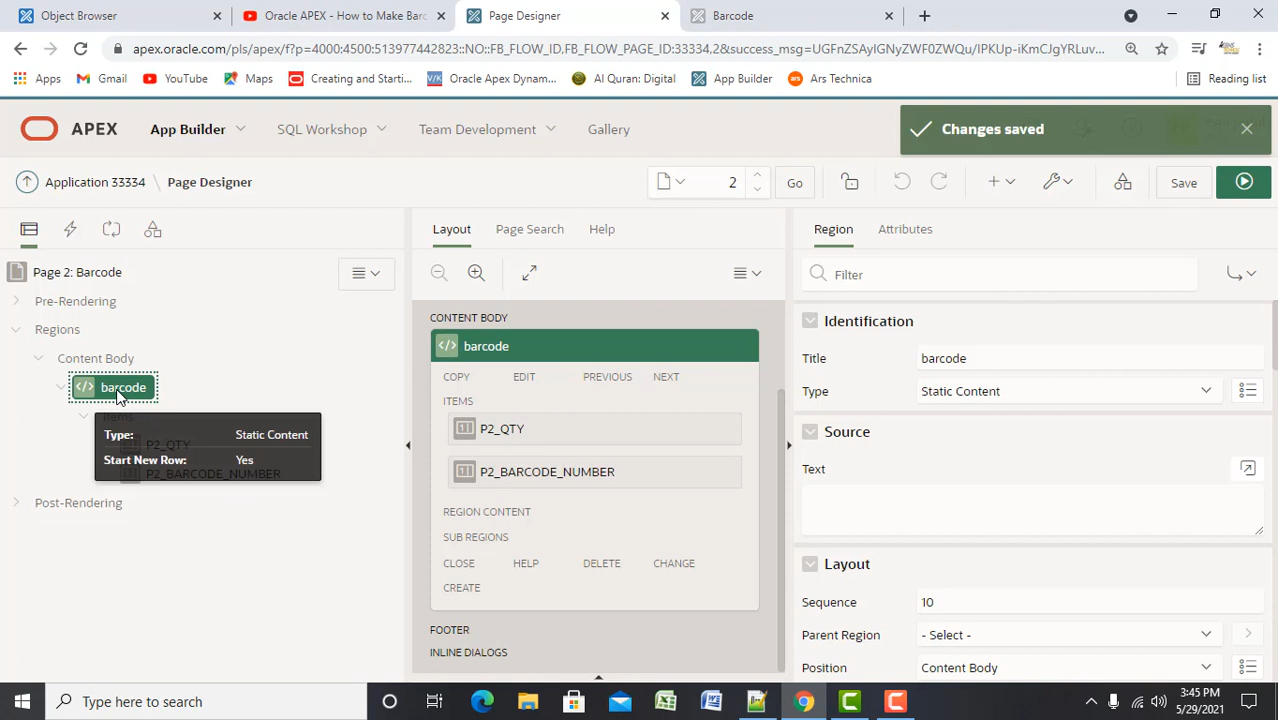 Object Browser
Oracle APEX - How to Make Barc
Page Designer
Barcode
apex.oracle.com/pls/apex/f?p=4000:4500:513977442823::NO::FB_FLOW_ID,FB_FLOW_PAGE_ID:33334,2&success_msg=
Apps
Gmail
YouTube
Maps
Creating and Starti...
Oracle Apex Dynam...
Al Quran: Digital
App Builder
Ars Technica
Reading list
APEX
App Builder
SQL Workshop
Team Development
Gallery
Changes saved
Application 33334 \ Page Designer
2
Go
Save
Layout
Page Search
Help
Region
Attributes
Page 2: Barcode
Filter
Pre-Rendering
Regions
Content Body
barcode
Items
Type: Static Content
P2_QTY
Start New Row: Yes
P2_BARCODE_NUMBER
Post-Rendering
CONTENT BODY
barcode
COPY EDIT PREVIOUS NEXT
ITEMS
P2_QTY
P2_BARCODE_NUMBER
REGION CONTENT
SUB REGIONS
CLOSE HELP DELETE CHANGE
CREATE
FOOTER
INLINE DIALOGS
Identification
Title barcode
Type Static Content
Source
Text
Layout
Sequence 10
Parent Region - Select -
Position Content Body
Type here to search
3:45 PM
5/29/2021